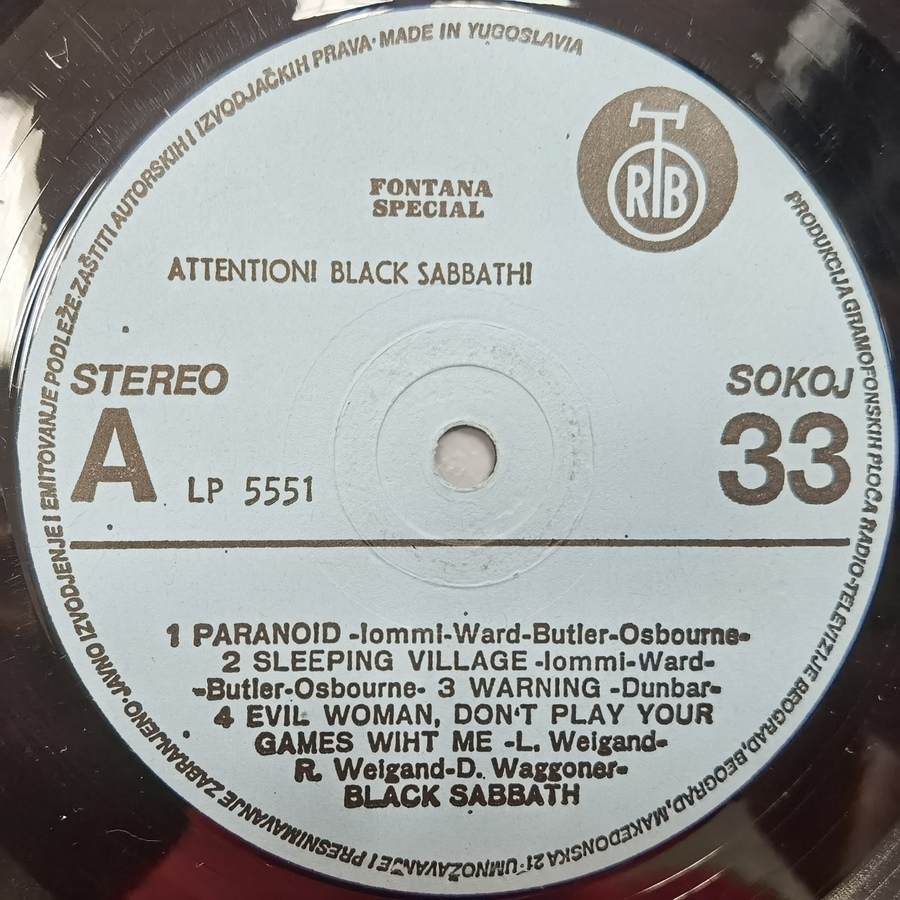 JAVNO IZVODJENJE I EMITOVANJE PODLEŽE ZAŠTITI AUTORSKIH I IZVODJAČKIH PRAVA · MADE IN YUGOSLAVIA
RTB
FONTANA
SPECIAL
ATTENTION! BLACK SABBATH!
STEREO
SOKOJ
A
33
LP 5551
1 PARANOID -Iommi-Ward-Butler-Osbourne-
2 SLEEPING VILLAGE -Iommi-Ward-
-Butler-Osbourne- 3 WARNING -Dunbar-
4 EVIL WOMAN, DON'T PLAY YOUR
GAMES WIHT ME -L. Weigand-
R. Weigand-D. Waggoner-
BLACK SABBATH
PRODUKCIJA GRAMOFONSKIH PLOČA RADIO-TELEVIZIJE BEOGRAD, BEOGRAD, MAKEDONSKA 21 · UMNOŽAVANJE I PRESNIMAVANJE ZABRANJENO ·